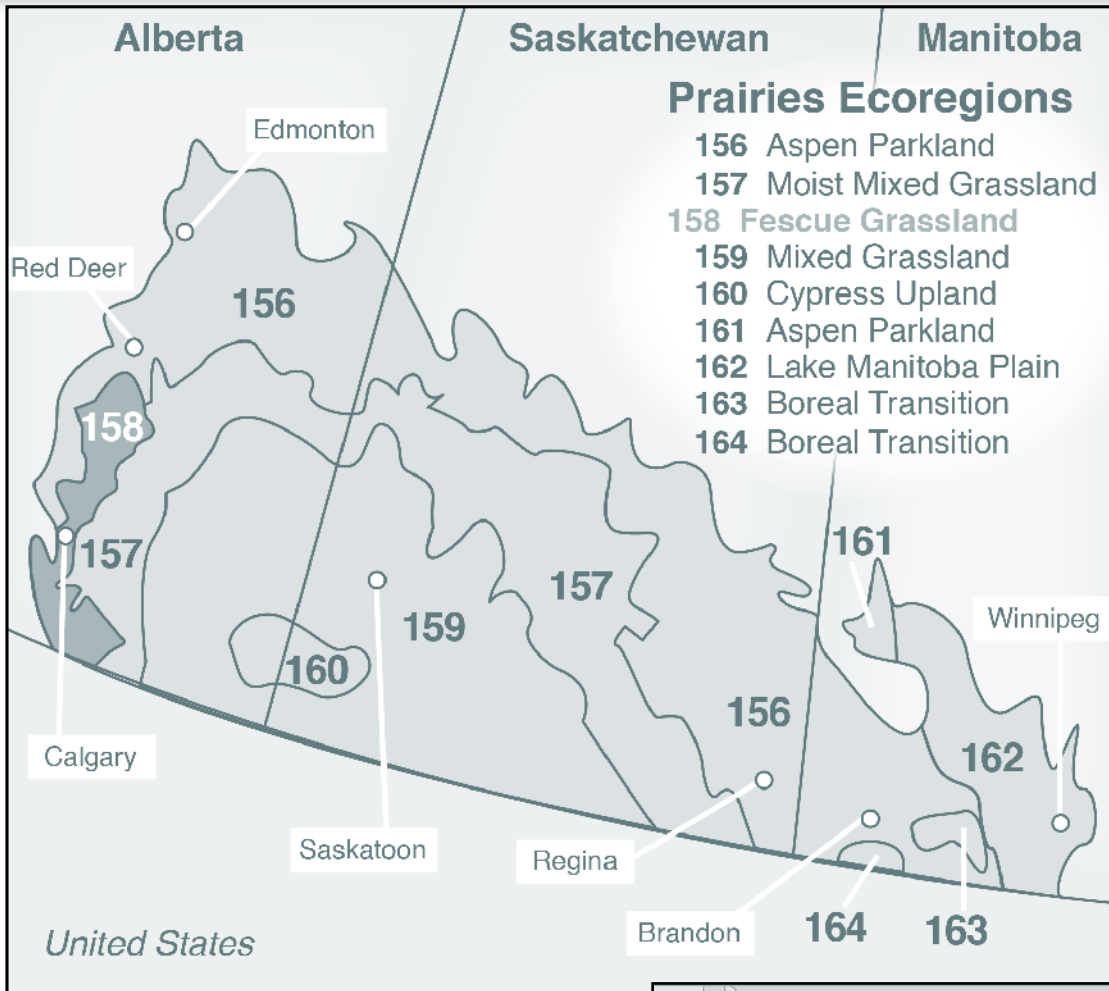 Alberta
Saskatchewan
Manitoba
Prairies Ecoregions
156 Aspen Parkland
157 Moist Mixed Grassland
158 Fescue Grassland
159 Mixed Grassland
160 Cypress Upland
161 Aspen Parkland
162 Lake Manitoba Plain
163 Boreal Transition
164 Boreal Transition
Edmonton
Red Deer
156
158
157
161
157
159
Winnipeg
160
156
162
Calgary
Saskatoon
Regina
Brandon
164
163
United States